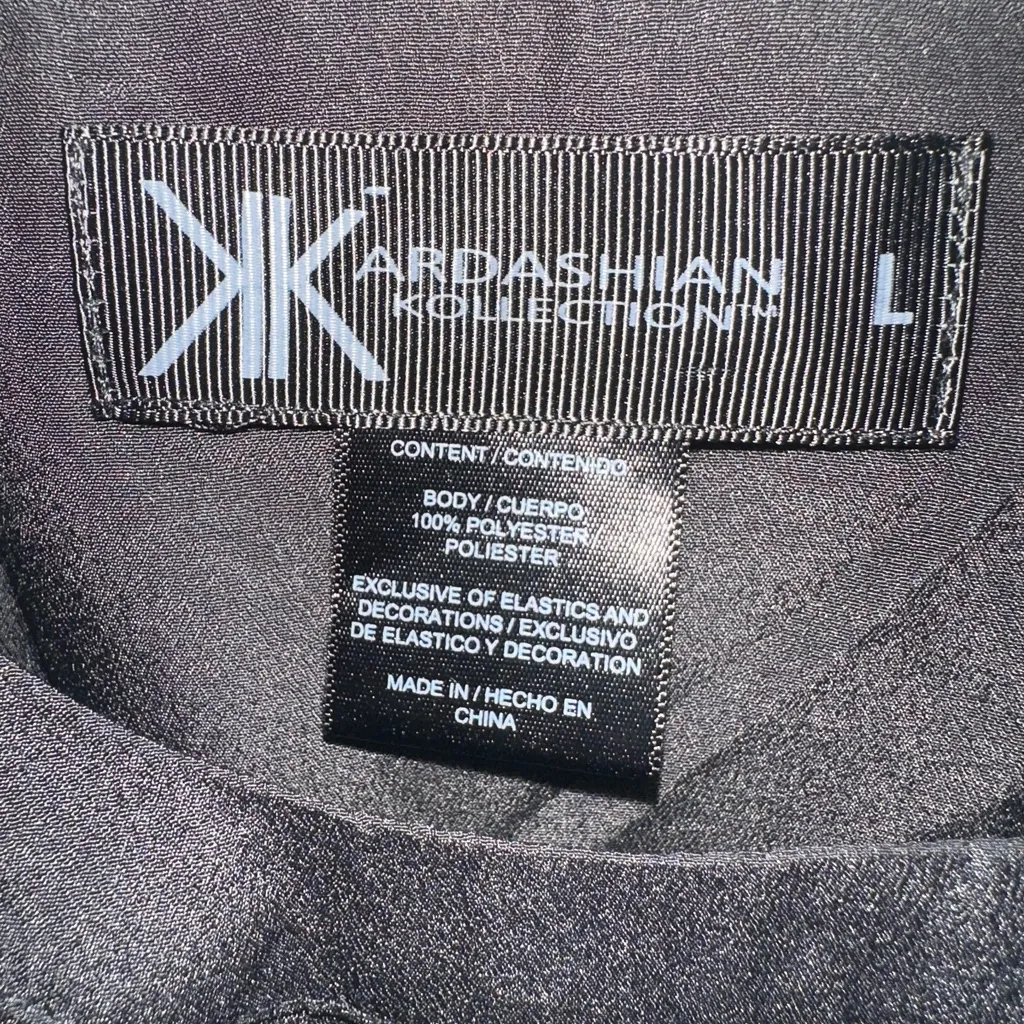 KK KARDASHIAN
KOLLECTION™
L
CONTENT / CONTENIDO
BODY / CUERPO
100% POLYESTER
POLIESTER
EXCLUSIVE OF ELASTICS AND
DECORATIONS / EXCLUSIVO
DE ELASTICO Y DECORATION
MADE IN / HECHO EN
CHINA